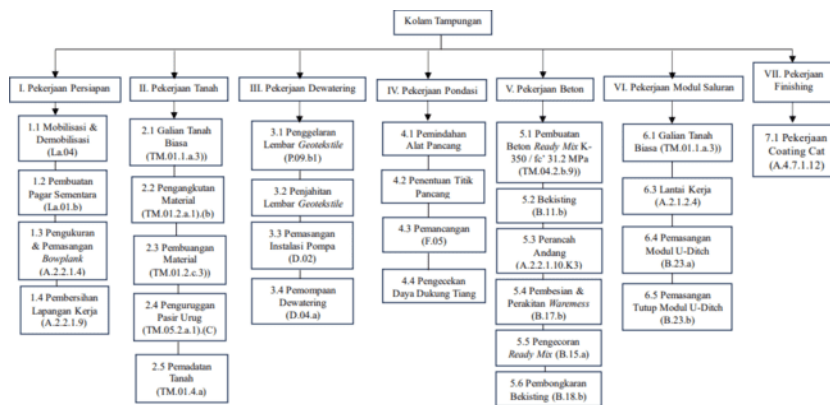 Kolam Tampungan
I. Pekerjaan Persiapan
1.1 Mobilisasi &
Demobilisasi
(La.04)
1.2 Pembuatan
Pagar Sementara
(La.01.b)
1.3 Pengukuran
& Pemasangan
Bowplank
(A.2.2.1.4)
1.4 Pembersihan
Lapangan Kerja
(A.2.2.1.9)
II. Pekerjaan Tanah
2.1 Galian Tanah
Biasa
(TM.01.1.a.3))
2.2
Pengangkutan
Material
(TM.01.2.a.1).(b)
2.3
Pembuangan
Material
(TM.01.2.c.3))
2.4
Penguruggan
Pasir Urug
(TM.05.2.a.1).(C)
2.5 Pemadatan
Tanah
(TM.01.4.a)
III. Pekerjaan Dewatering
3.1 Penggelaran
Lembar Geotekstile
(P.09.b1)
3.2 Penjahitan
Lembar Geotekstile
3.3 Pemasangan
Instalasi Pompa
(D.02)
3.4 Pemompaan
Dewatering
(D.04.a)
IV. Pekerjaan Pondasi
4.1 Pemindahan
Alat Pancang
4.2 Penentuan Titik
Pancang
4.3 Pemancangan
(F.05)
4.4 Pengecekan
Daya Dukung Tiang
V. Pekerjaan Beton
5.1 Pembuatan
Beton Ready Mix K-
350 / fc' 31.2 MPa
(TM.04.2.b.9))
5.2 Bekisting
(B.11.b)
5.3 Perancah
Andang
(A.2.2.1.10.K3)
5.4 Pembesian &
Perakitan Waremess
(B.17.b)
5.5 Pengecoran
Ready Mix (B.15.a)
5.6 Pembongkaran
Bekisting (B.18.b)
VI. Pekerjaan Modul Saluran
6.1 Galian Tanah
Biasa (TM.01.1.a.3))
6.3 Lantai Kerja
(A.2.1.2.4)
6.4 Pemasangan
Modul U-Ditch
(B.23.a)
6.5 Pemasangan
Tutup Modul U-Ditch
(B.23.b)
VII. Pekerjaan
Finishing
7.1 Pekerjaan
Coating Cat
(A.4.7.1.12)